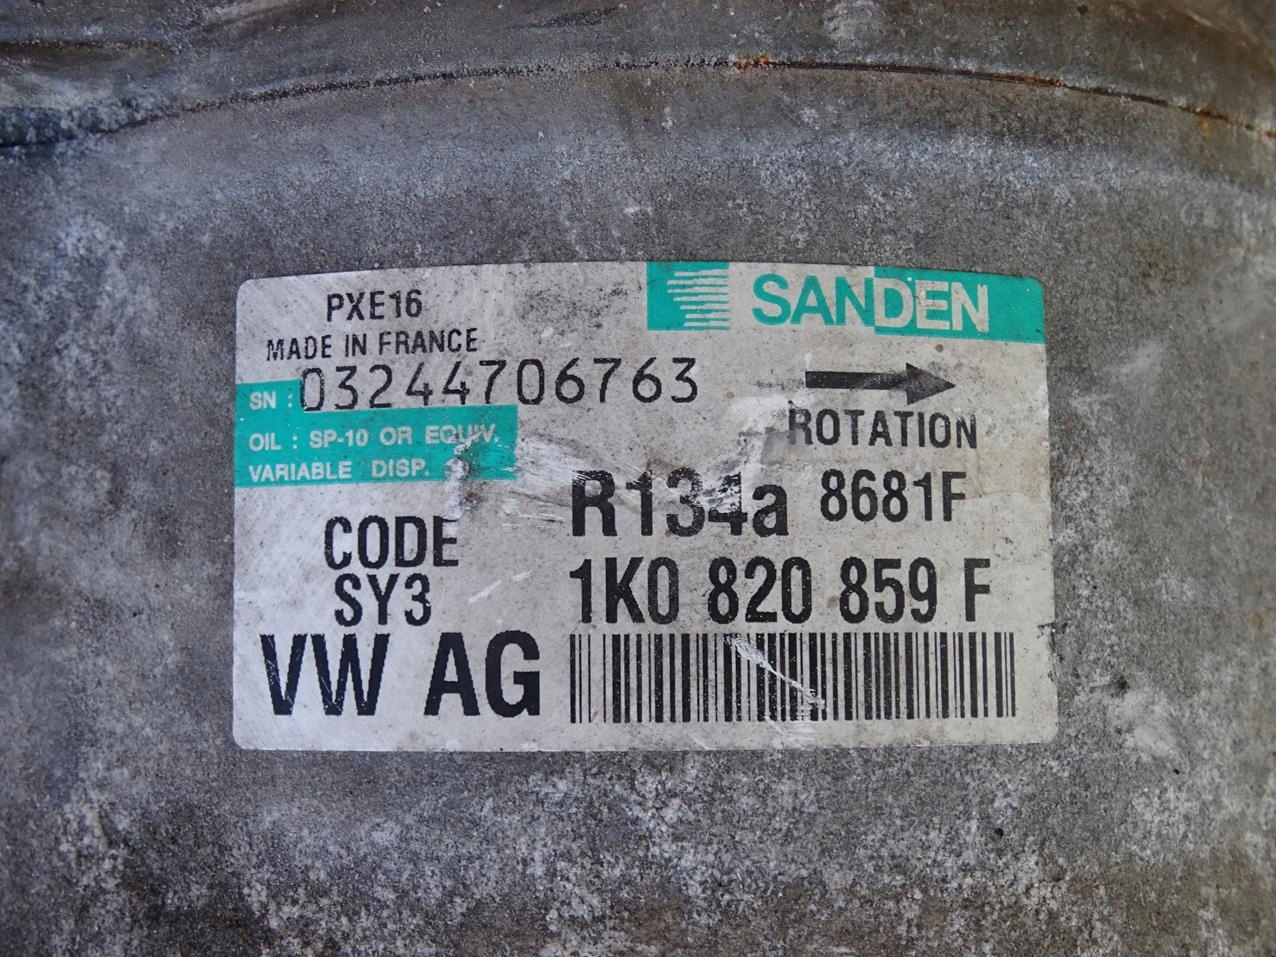 PXE16
SANDEN
MADE IN FRANCE
SN : 03244706763
ROTATION
OIL : SP-10 OR EQUIV.
VARIABLE DISP.
R134a 8681F
CODE
SY3
1K0 820 859 F
VW AG